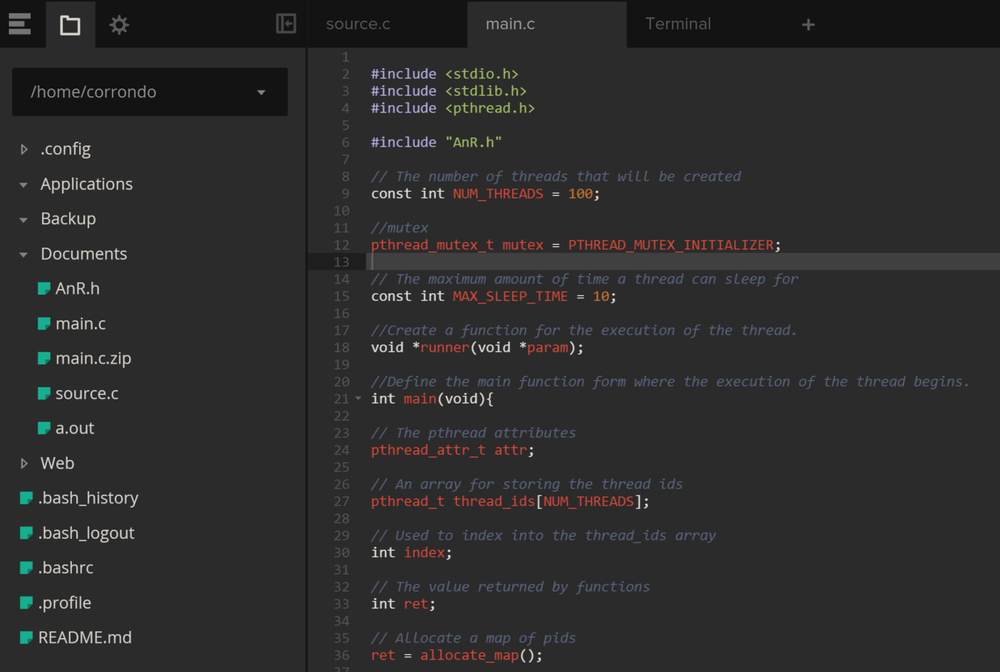 source.c
main.c
Terminal
+
/home/corrondo
.config
Applications
Backup
Documents
AnR.h
main.c
main.c.zip
source.c
a.out
Web
.bash_history
.bash_logout
.bashrc
.profile
README.md
1
2 #include <stdio.h>
3 #include <stdlib.h>
4 #include <pthread.h>
5
6 #include "AnR.h"
7
8 // The number of threads that will be created
9 const int NUM_THREADS = 100;
10
11 //mutex
12 pthread_mutex_t mutex = PTHREAD_MUTEX_INITIALIZER;
13
14 // The maximum amount of time a thread can sleep for
15 const int MAX_SLEEP_TIME = 10;
16
17 //Create a function for the execution of the thread.
18 void *runner(void *param);
19
20 //Define the main function form where the execution of the thread begins.
21 int main(void){
22
23 // The pthread attributes
24 pthread_attr_t attr;
25
26 // An array for storing the thread ids
27 pthread_t thread_ids[NUM_THREADS];
28
29 // Used to index into the thread_ids array
30 int index;
31
32 // The value returned by functions
33 int ret;
34
35 // Allocate a map of pids
36 ret = allocate_map();
37